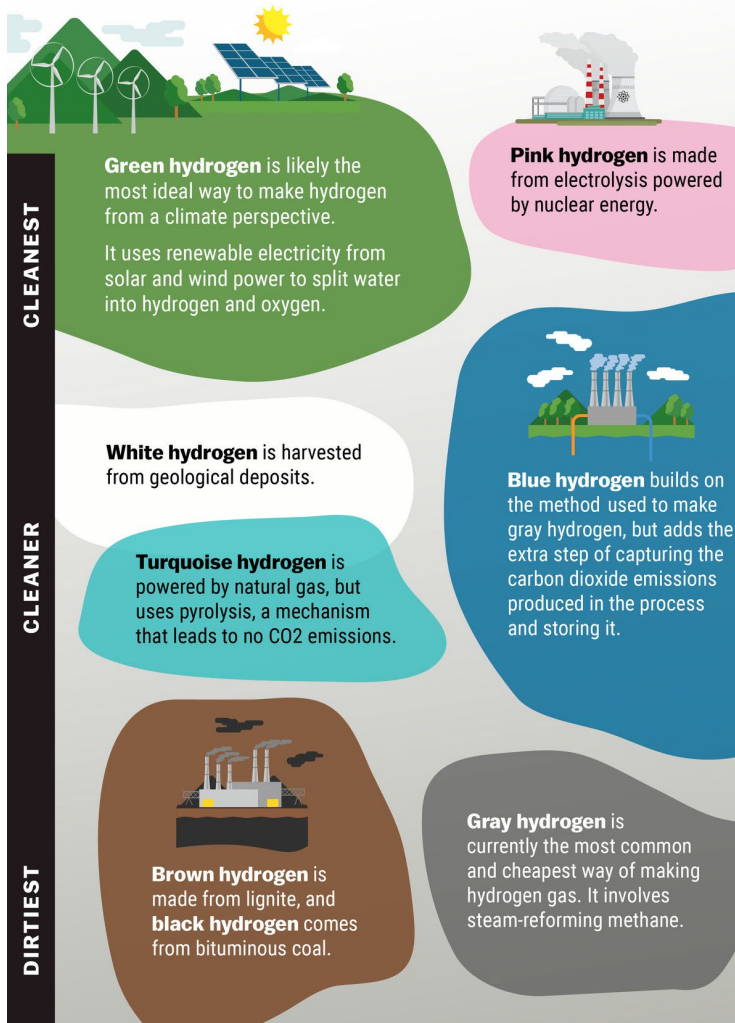 CLEANEST
Green hydrogen is likely the
most ideal way to make hydrogen
from a climate perspective.
It uses renewable electricity from
solar and wind power to split water
into hydrogen and oxygen.
Pink hydrogen is made
from electrolysis powered
by nuclear energy.
CLEANER
White hydrogen is harvested
from geological deposits.
Blue hydrogen builds on
the method used to make
gray hydrogen, but adds the
extra step of capturing the
carbon dioxide emissions
produced in the process
and storing it.
Turquoise hydrogen is
powered by natural gas, but
uses pyrolysis, a mechanism
that leads to no CO2 emissions.
DIRTIEST
Brown hydrogen is
made from lignite, and
black hydrogen comes
from bituminous coal.
Gray hydrogen is
currently the most common
and cheapest way of making
hydrogen gas. It involves
steam-reforming methane.